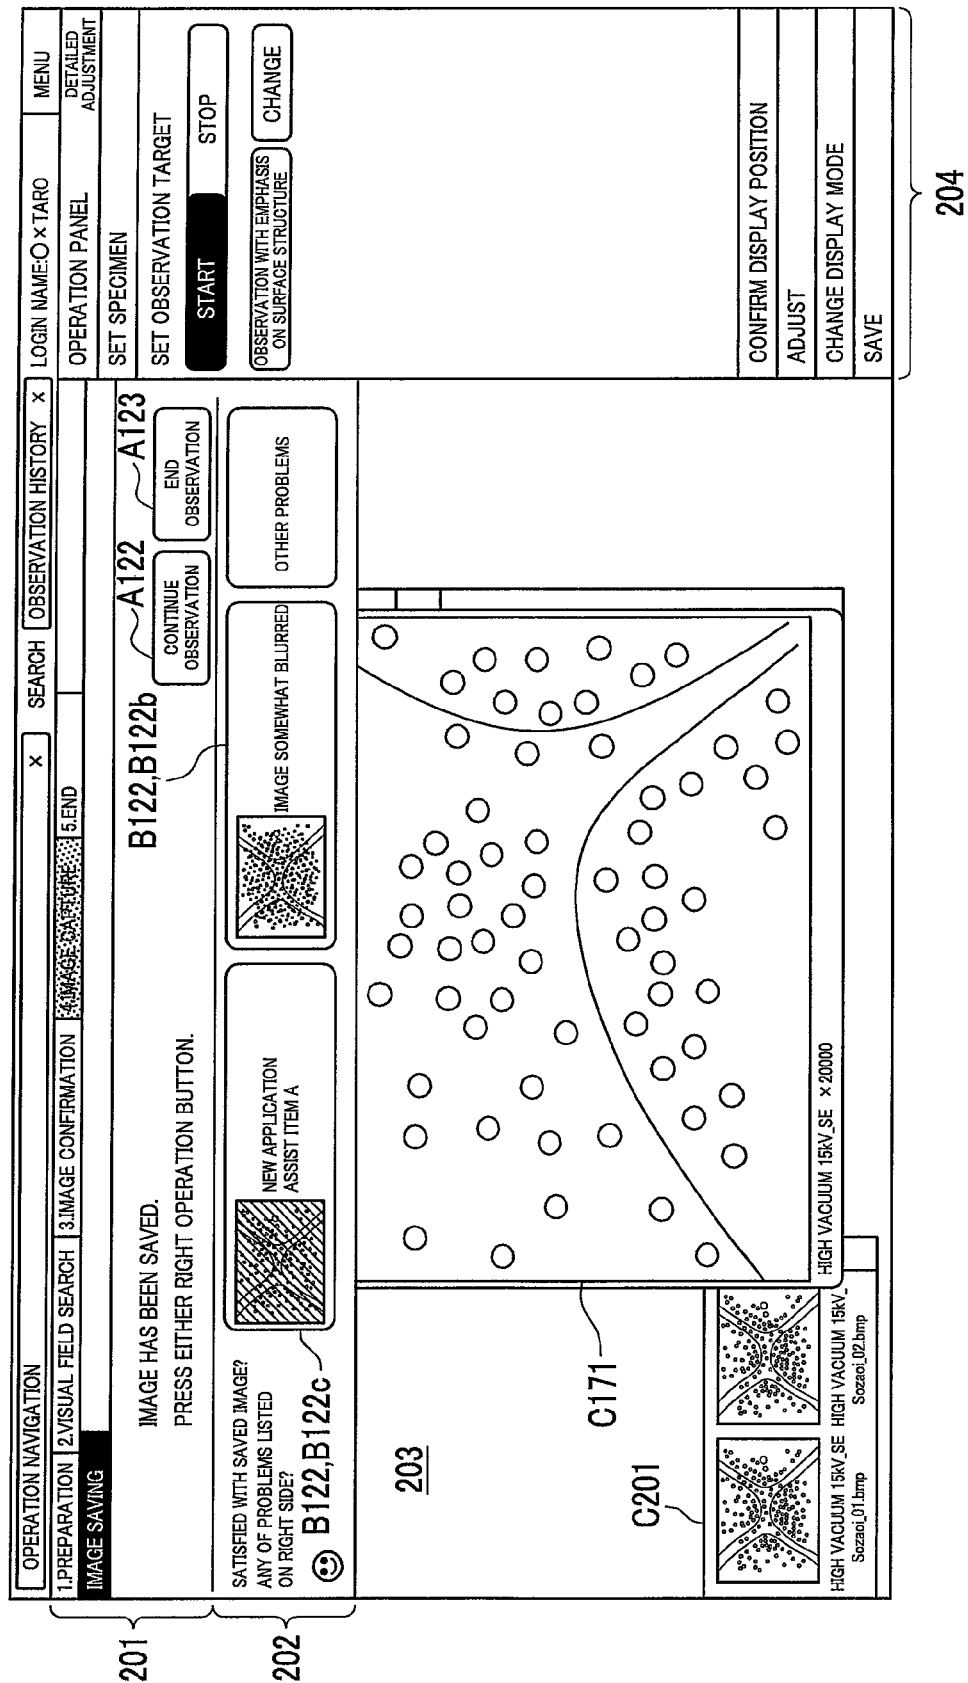 OPERATION NAVIGATION
×
SEARCH
OBSERVATION HISTORY ×
LOGIN NAME:○×TARO
MENU
1.PREPARATION
2.VISUAL FIELD SEARCH
3.IMAGE CONFIRMATION
4.IMAGE CAPTURE
5.END
OPERATION PANEL
DETAILED
ADJUSTMENT
IMAGE SAVING
SET SPECIMEN
IMAGE HAS BEEN SAVED.
PRESS EITHER RIGHT OPERATION BUTTON.
B122,B122b
A122
A123
CONTINUE
OBSERVATION
END
OBSERVATION
SET OBSERVATION TARGET
START
STOP
OBSERVATION WITH EMPHASIS
ON SURFACE STRUCTURE
CHANGE
201
SATISFIED WITH SAVED IMAGE?
ANY OF PROBLEMS LISTED
ON RIGHT SIDE?
NEW APPLICATION
ASSIST ITEM A
IMAGE SOMEWHAT BLURRED
OTHER PROBLEMS
202
B122,B122c
203
C171
C201
HIGH VACUUM 15kV_SE
Sozaoi_01.bmp
HIGH VACUUM 15kV_
Sozaoi_02.bmp
HIGH VACUUM 15kV_SE ×20000
CONFIRM DISPLAY POSITION
ADJUST
CHANGE DISPLAY MODE
SAVE
204